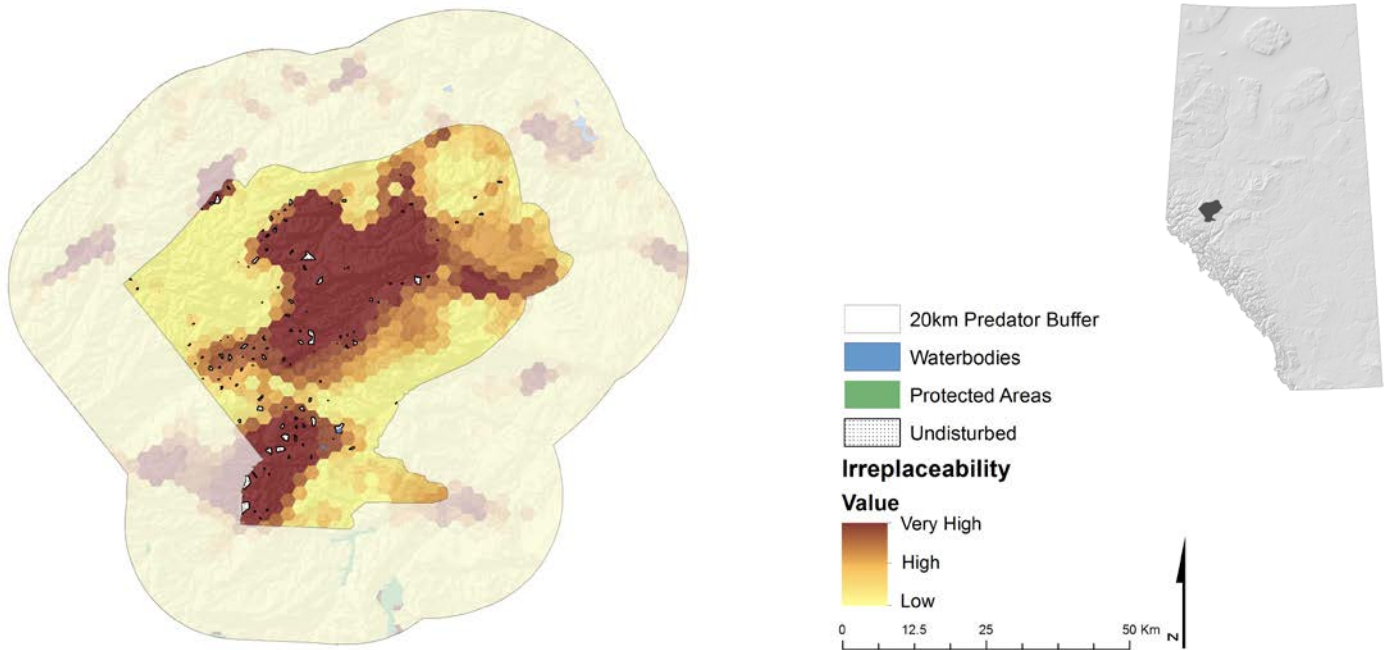 20km Predator Buffer
Waterbodies
Protected Areas
Undisturbed
Irreplaceability
Value
Very High
High
Low
0 12.5 25 50 Km
N